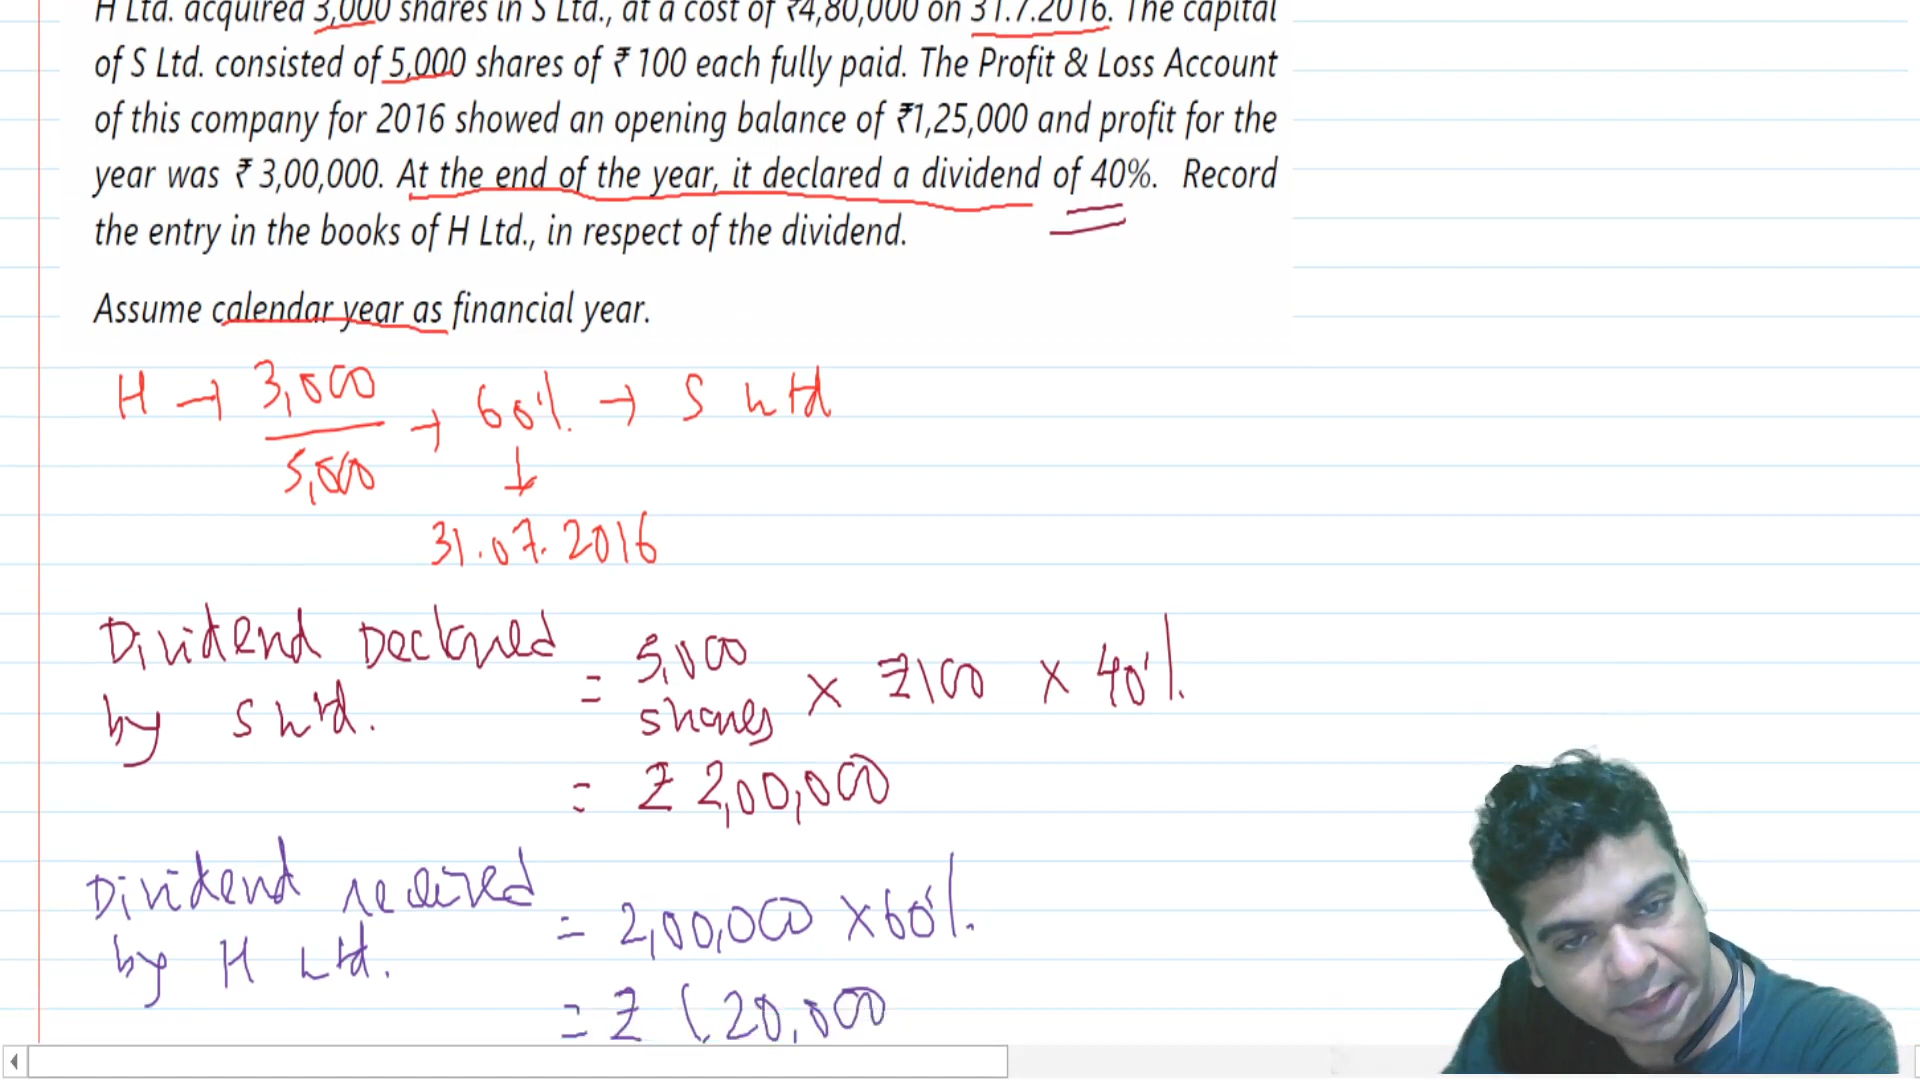 H Ltd. acquired 3,000 shares in S Ltd., at a cost of ₹4,80,000 on 31.7.2016. The capital
of S Ltd. consisted of 5,000 shares of ₹ 100 each fully paid. The Profit & Loss Account
of this company for 2016 showed an opening balance of ₹1,25,000 and profit for the
year was ₹ 3,00,000. At the end of the year, it declared a dividend of 40%. Record
the entry in the books of H Ltd., in respect of the dividend.
Assume calendar year as financial year.
H → 3,000 / 5,000 → 60% → S Ltd
↓
31.07.2016
Dividend Declared by S Ltd. = 5,000 shares × ₹100 × 40%
= ₹ 2,00,000
Dividend received by H Ltd. = 2,00,000 × 60%
= ₹ 1,20,000